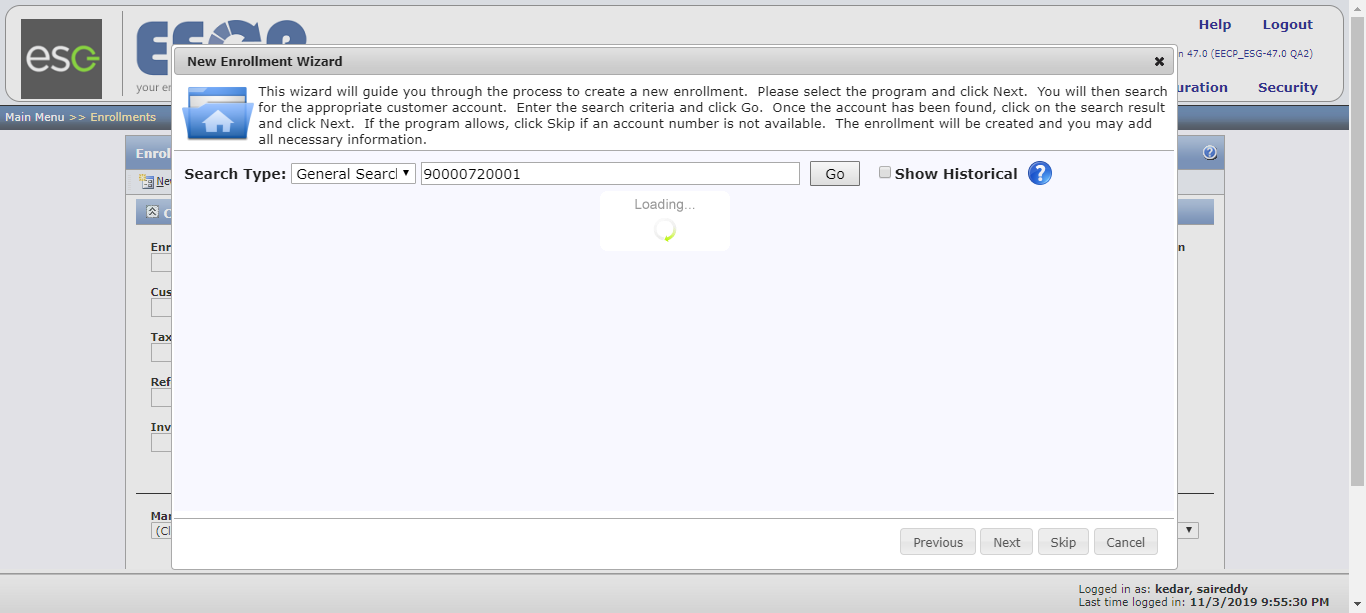 esg
your en
Help
Logout
n 47.0 (EECP_ESG-47.0 QA2)
uration
Security
Main Menu >> Enrollments
New Enrollment Wizard
This wizard will guide you through the process to create a new enrollment. Please select the program and click Next. You will then search
for the appropriate customer account. Enter the search criteria and click Go. Once the account has been found, click on the search result
and click Next. If the program allows, click Skip if an account number is not available. The enrollment will be created and you may add
all necessary information.
Enrol
Search Type: General Search 90000720001 Go Show Historical
New
Loading...
C
Enr
n
Cus
Tax
Ref
Inv
Mar
(Cl
Previous Next Skip Cancel
Logged in as: kedar, saireddy
Last time logged in: 11/3/2019 9:55:30 PM